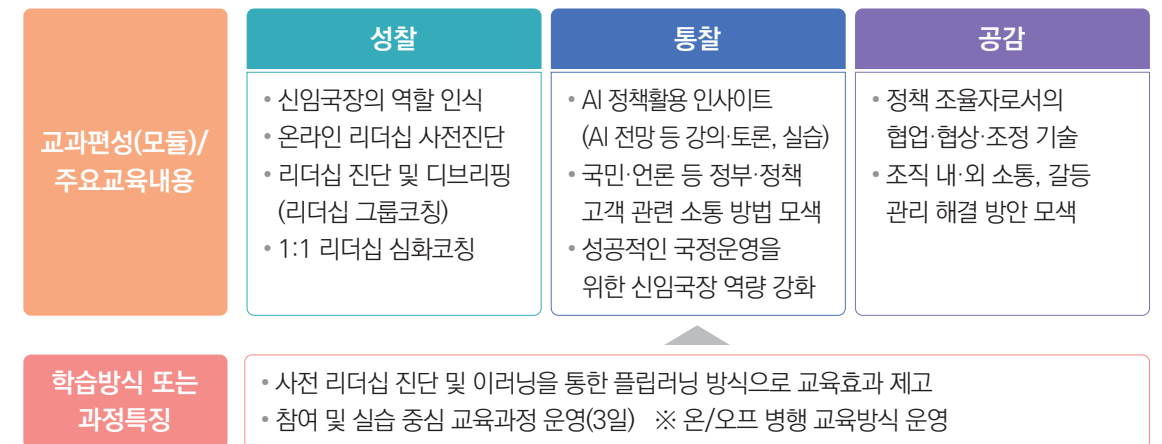 교과편성(모듈)/
주요교육내용
성찰
• 신임국장의 역할 인식
• 온라인 리더십 사전진단
• 리더십 진단 및 디브리핑
(리더십 그룹코칭)
• 1:1 리더십 심화코칭
통찰
• AI 정책활용 인사이트
(AI 전망 등 강의·토론, 실습)
• 국민·언론 등 정부·정책
고객 관련 소통 방법 모색
• 성공적인 국정운영을
위한 신임국장 역량 강화
공감
• 정책 조율자로서의
협업·협상·조정 기술
• 조직 내·외 소통, 갈등
관리 해결 방안 모색
학습방식 또는
과정특징
• 사전 리더십 진단 및 이러닝을 통한 플립러닝 방식으로 교육효과 제고
• 참여 및 실습 중심 교육과정 운영(3일) ※ 온/오프 병행 교육방식 운영